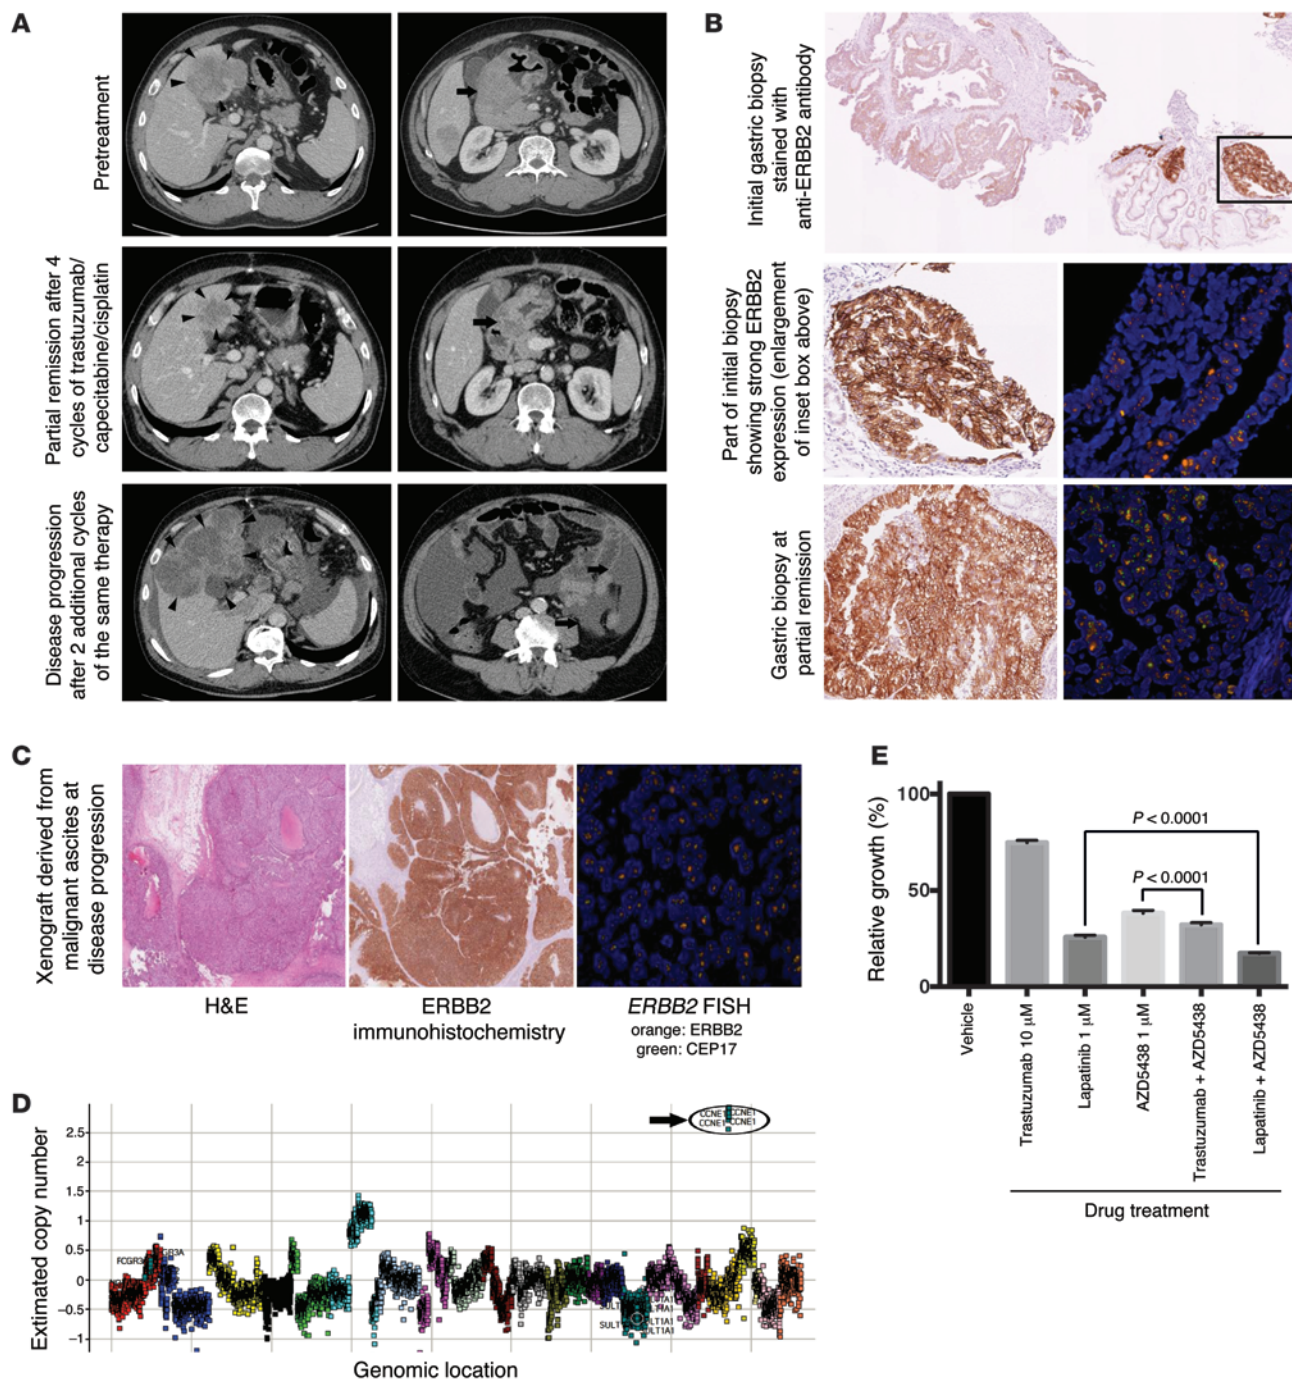 A
Pretreatment
Partial remission after 4
cycles of trastuzumab/
capecitabine/cisplatin
Disease progression
after 2 additional cycles
of the same therapy
B
Initial gastric biopsy
stained with
anti-ERBB2 antibody
Part of initial biopsy
showing strong ERBB2
expression (enlargement
of inset box above)
Gastric biopsy at
partial remission
C
Xenograft derived from
malignant ascites at
disease progression
H&E
ERBB2
immunohistochemistry
ERBB2 FISH
orange: ERBB2
green: CEP17
D
Extimated copy number
2.5
2
1.5
1
0.5
0
−0.5
−1
CCNE1 CCNE1
CCNE1 CCNE1
Genomic location
E
Relative growth (%)
100
50
0
P < 0.0001
P < 0.0001
Vehicle
Trastuzumab 10 µM
Lapatinib 1 µM
AZD5438 1 µM
Trastuzumab + AZD5438
Lapatinib + AZD5438
Drug treatment